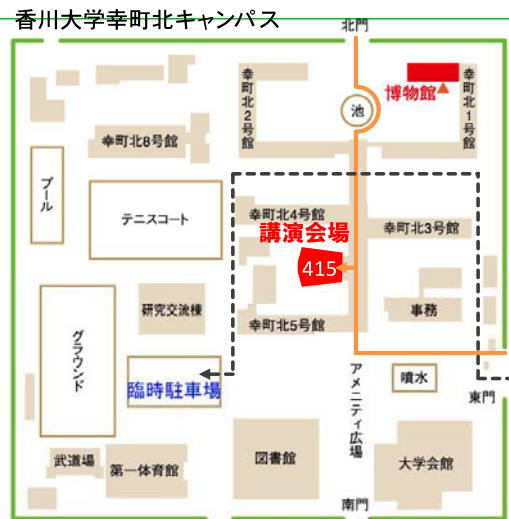 香川大学幸町北キャンパス
北門
幸町北2号館
池
博物館
幸町北1号館
幸町北8号館
プール
テニスコート
幸町北4号館
講演会場
415
幸町北3号館
研究交流棟
幸町北5号館
事務
グラウンド
臨時駐車場
アメニティ広場
噴水
東門
武道場
第一体育館
図書館
大学会館
南門